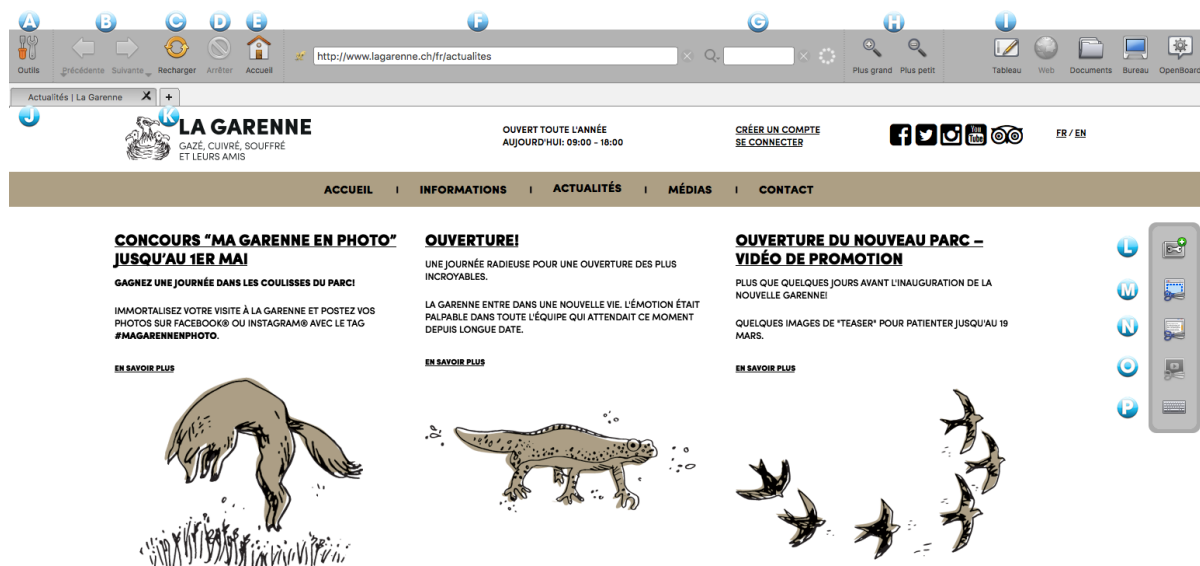 A B C D E F G H I
http://www.lagarenne.ch/fr/actualites
Outils Précédente Suivante Recharger Arrêter Accueil Plus grand Plus petit Tableau Web Documents Bureau OpenBoard
Actualités | La Garenne +
J K
LA GARENNE
GAZÉ, CUIVRÉ, SOUFFRÉ
ET LEURS AMIS
OUVERT TOUTE L'ANNÉE
AUJOURD'HUI: 09:00 - 18:00
CRÉER UN COMPTE
SE CONNECTER
You
Tube
FR / EN
ACCUEIL | INFORMATIONS | ACTUALITÉS | MÉDIAS | CONTACT
CONCOURS "MA GARENNE EN PHOTO"
JUSQU'AU 1ER MAI
GAGNEZ UNE JOURNÉE DANS LES COULISSES DU PARC!
IMMORTALISEZ VOTRE VISITE À LA GARENNE ET POSTEZ VOS
PHOTOS SUR FACEBOOK® OU INSTAGRAM® AVEC LE TAG
#MAGARENNENPHOTO.
EN SAVOIR PLUS
OUVERTURE!
UNE JOURNÉE RADIEUSE POUR UNE OUVERTURE DES PLUS
INCROYABLES.
LA GARENNE ENTRE DANS UNE NOUVELLE VIE. L'ÉMOTION ÉTAIT
PALPABLE DANS TOUTE L'ÉQUIPE QUI ATTENDAIT CE MOMENT
DEPUIS LONGUE DATE.
EN SAVOIR PLUS
OUVERTURE DU NOUVEAU PARC –
VIDÉO DE PROMOTION
PLUS QUE QUELQUES JOURS AVANT L'INAUGURATION DE LA
NOUVELLE GARENNE!
QUELQUES IMAGES DE "TEASER" POUR PATIENTER JUSQU'AU 19
MARS.
EN SAVOIR PLUS
L
M
N
O
P